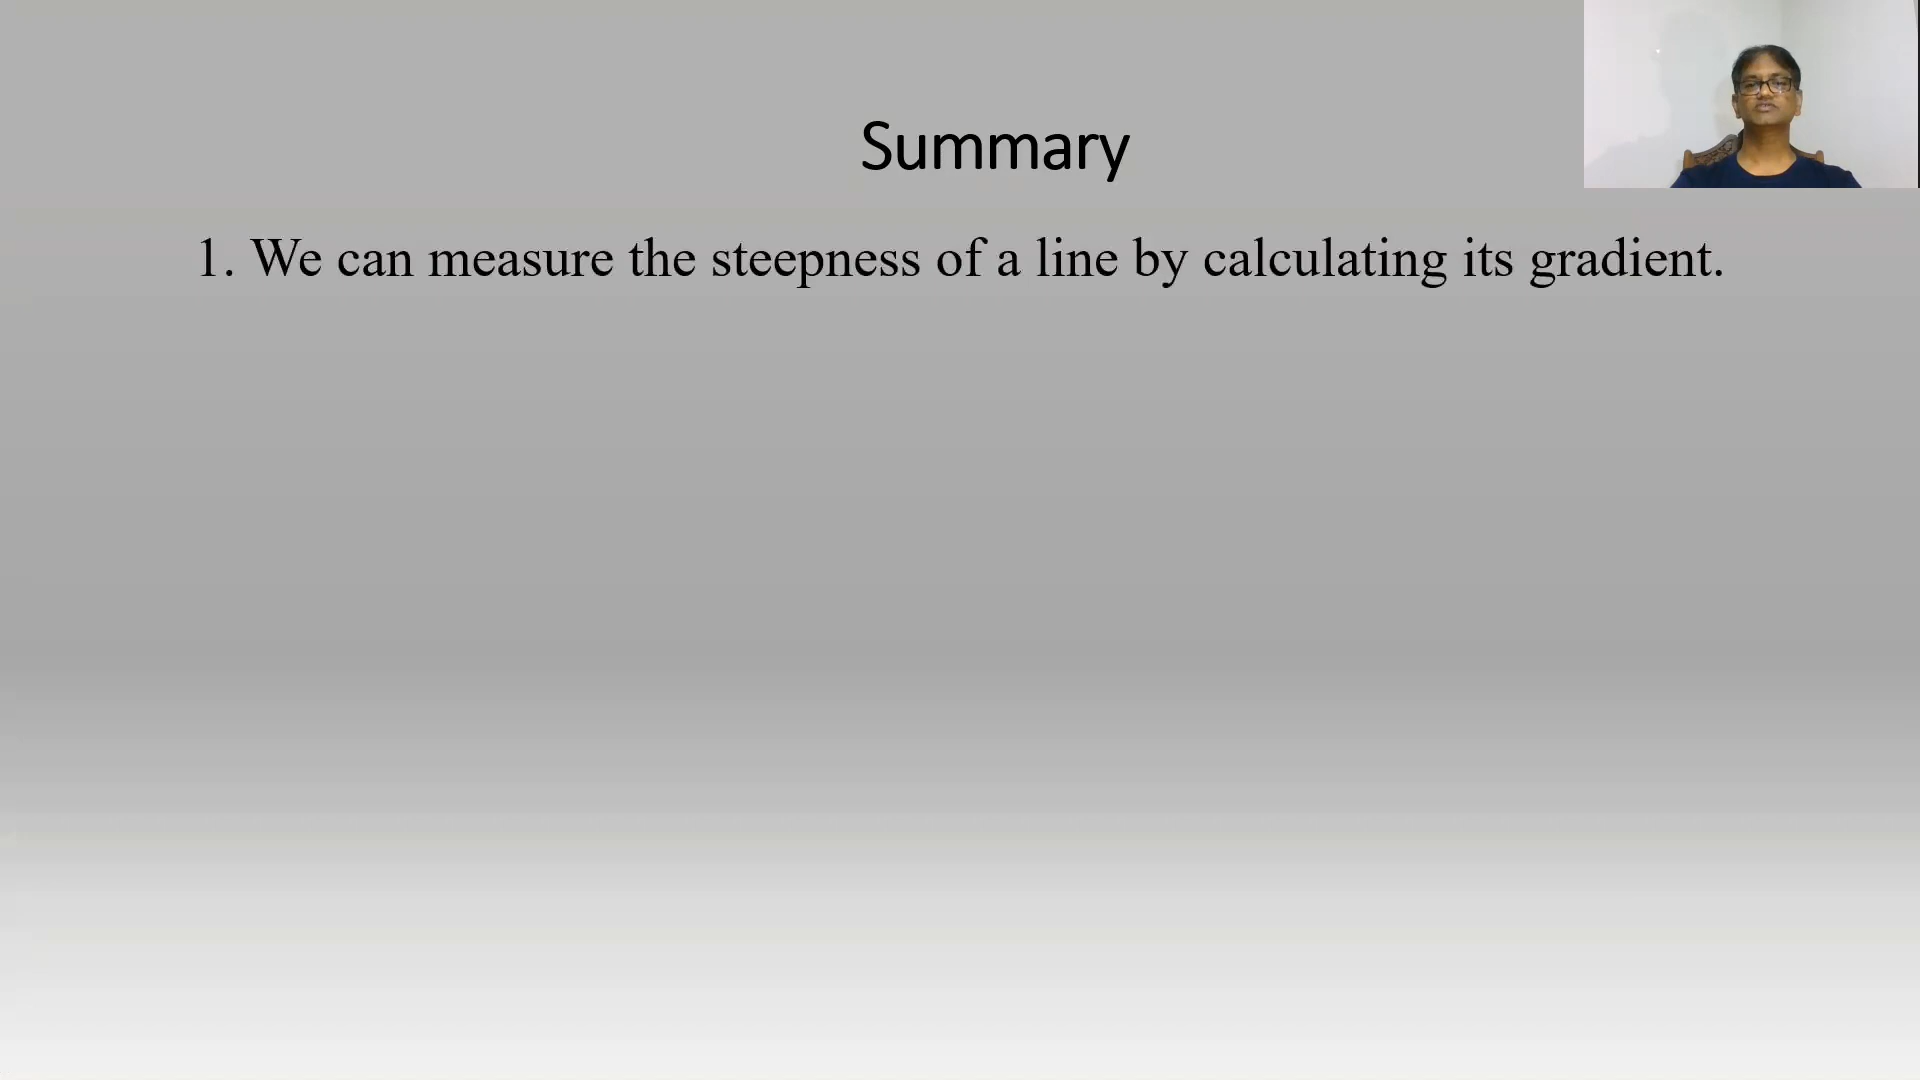 Summary
1. We can measure the steepness of a line by calculating its gradient.